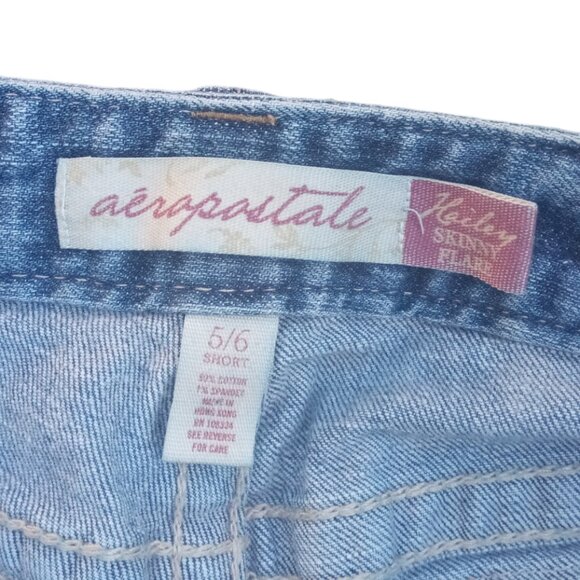 aéropostale
Hailey
SKINNY
FLARE
5/6
SHORT
99% COTTON
1% SPANDEX
MADE IN
HONG KONG
RN 108334
SEE REVERSE
FOR CARE